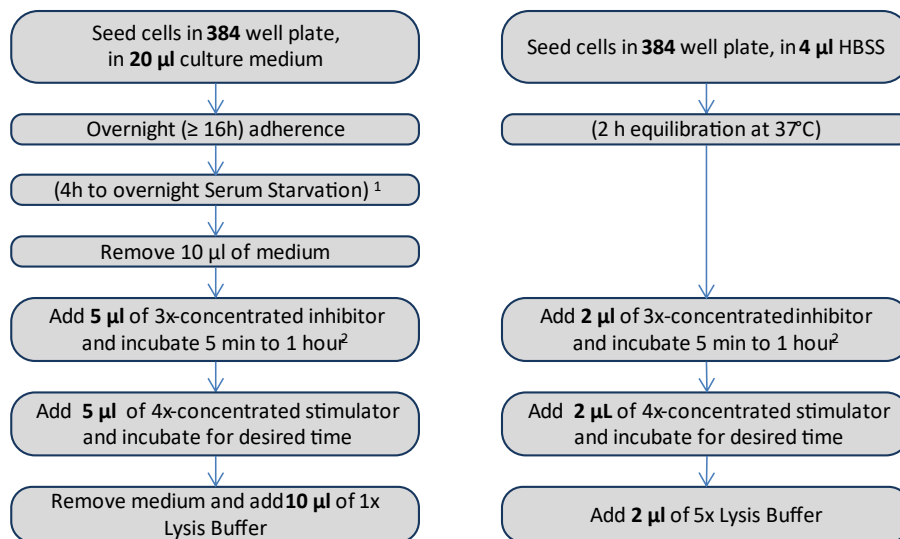 Seed cells in 384 well plate,
in 20 µl culture medium
Overnight (≥ 16h) adherence
(4h to overnight Serum Starvation) 1
Remove 10 µl of medium
Add 5 µl of 3x-concentrated inhibitor
and incubate 5 min to 1 hour2
Add 5 µl of 4x-concentrated stimulator
and incubate for desired time
Remove medium and add 10 µl of 1x
Lysis Buffer
Seed cells in 384 well plate, in 4 µl HBSS
(2 h equilibration at 37°C)
Add 2 µl of 3x-concentrated inhibitor
and incubate 5 min to 1 hour2
Add 2 µL of 4x-concentrated stimulator
and incubate for desired time
Add 2 µl of 5x Lysis Buffer